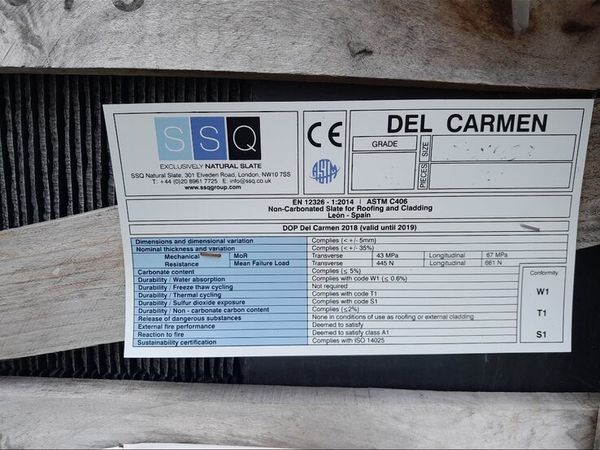 SSQ
EXCLUSIVELY NATURAL SLATE
SSQ Natural Slate, 301 Elveden Road, London, NW10 7SS
T: +44 (0)20 8961 7725 E: info@ssq.co.uk
www.ssqgroup.com
CE
ASTM
DEL CARMEN
GRADE
SIZE
PIECES
EN 12326 - 1:2014 | ASTM C406
Non-Carbonated Slate for Roofing and Cladding
León - Spain
DOP Del Carmen 2018 (valid until 2019)
Dimensions and dimensional variation Complies (< +/- 5mm)
Nominal thickness and variation Complies (< +/- 35%)
Mechanical MoR Transverse 43 MPa Longitudinal 67 MPa
Resistance Mean Failure Load Transverse 445 N Longitudinal 661 N
Carbonate content Complies (≤ 5%)
Durability / Water absorption Complies with code W1 (≤ 0.6%)
Durability / Freeze thaw cycling Not required
Durability / Thermal cycling Complies with code T1
Durability / Sulfur dioxide exposure Complies with code S1
Durability / Non - carbonate carbon content Complies (≤2%)
Release of dangerous substances None in conditions of use as roofing or external cladding
External fire performance Deemed to satisfy
Reaction to fire Deemed to satisfy class A1
Sustainability certification Complies with ISO 14025
Conformity
W1
T1
S1